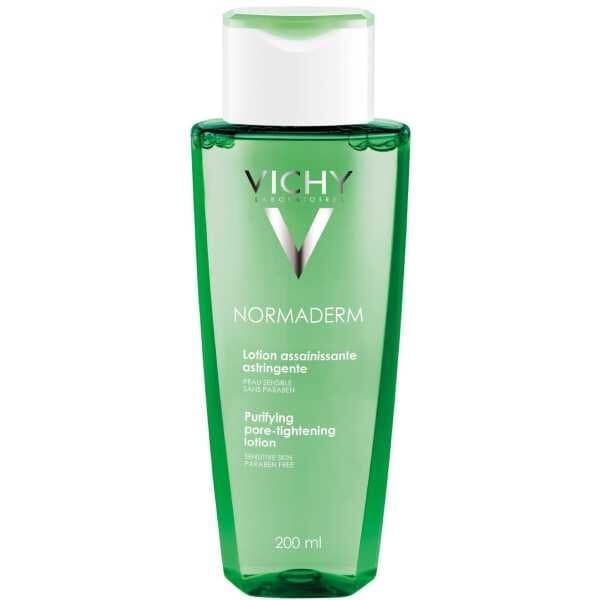 VICHY
LABORATOIRES
V
NORMADERM
Lotion assainissante
astringente
PEAU SENSIBLE
SANS PARABEN
Purifying
pore-tightening
lotion
SENSITIVE SKIN
PARABEN FREE
200 ml